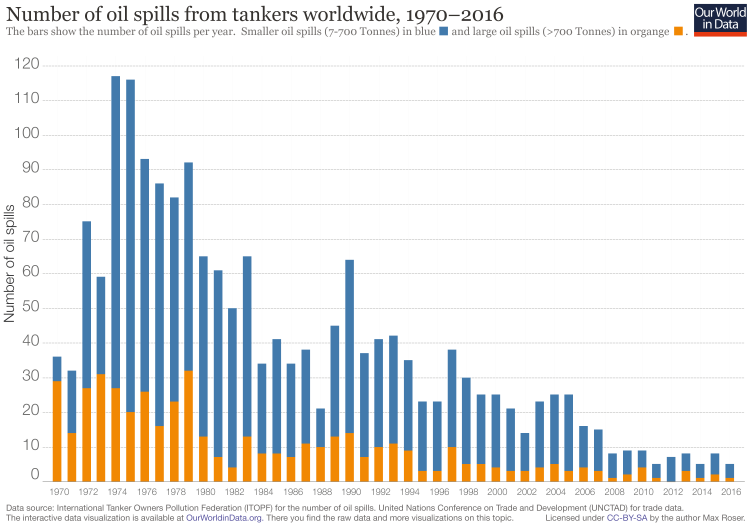 Number of oil spills from tankers worldwide, 1970–2016
Our World
in Data
The bars show the number of oil spills per year. Smaller oil spills (7-700 Tonnes) in blue and large oil spills (>700 Tonnes) in organge .
Number of oil spills
120
110
100
90
80
70
60
50
40
30
20
10
0
1970 1972 1974 1976 1978 1980 1982 1984 1986 1988 1990 1992 1994 1996 1998 2000 2002 2004 2006 2008 2010 2012 2014 2016
Data source: International Tanker Owners Pollution Federation (ITOPF) for the number of oil spills. United Nations Conference on Trade and Development (UNCTAD) for trade data.
The interactive data visualization is available at OurWorldinData.org. There you find the raw data and more visualizations on this topic. Licensed under CC-BY-SA by the author Max Roser.